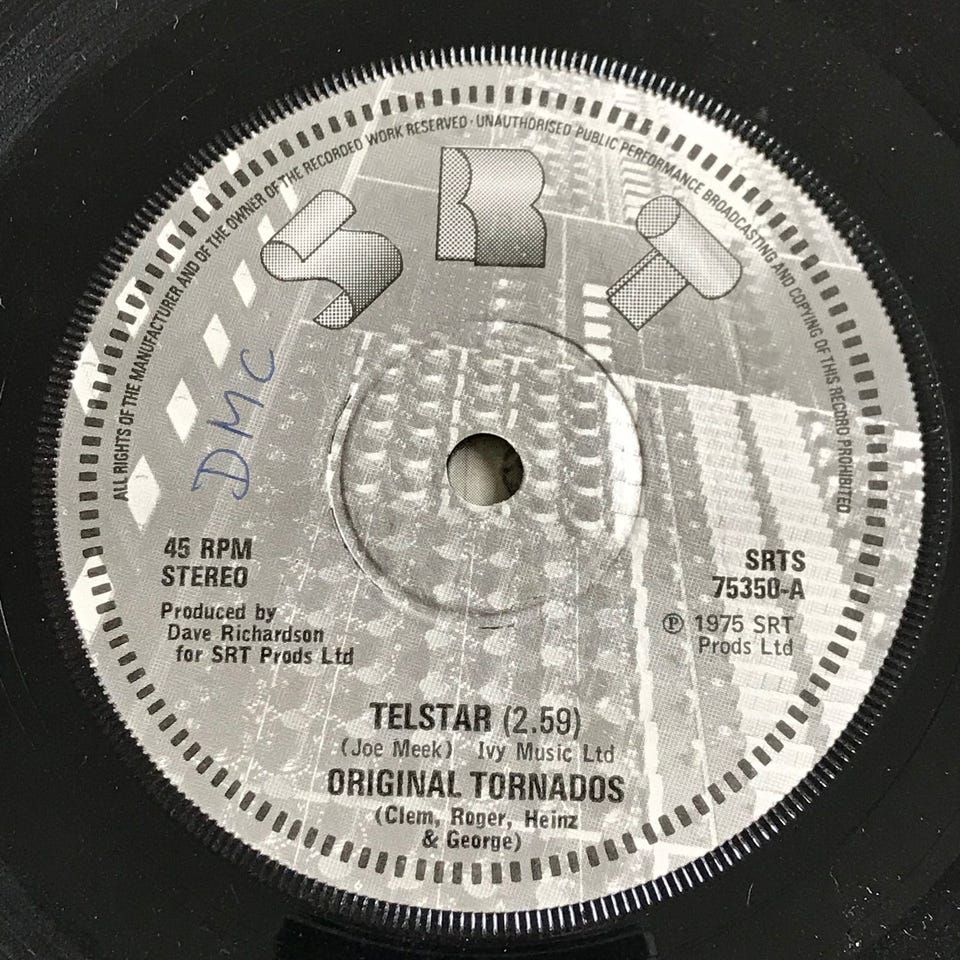 ALL RIGHTS OF THE MANUFACTURER AND OF THE OWNER OF THE RECORDED WORK RESERVED · UNAUTHORISED PUBLIC PERFORMANCE BROADCASTING AND COPYING OF THIS RECORD PROHIBITED
SRT
DMC
45 RPM
STEREO
Produced by
Dave Richardson
for SRT Prods Ltd
SRTS
75350-A
℗ 1975 SRT
Prods Ltd
TELSTAR (2.59)
(Joe Meek) Ivy Music Ltd
ORIGINAL TORNADOS
(Clem, Roger, Heinz
& George)